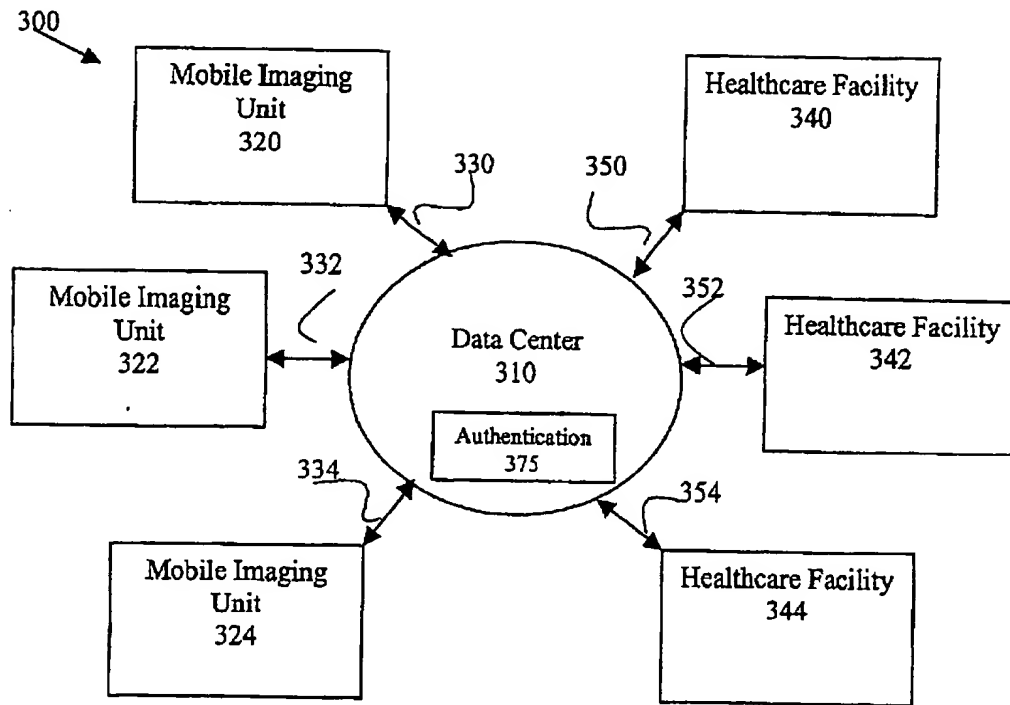 300
Mobile Imaging
Unit
320
Healthcare Facility
340
330
350
332
Mobile Imaging
Unit
322
Data Center
310
352
Healthcare Facility
342
Authentication
375
334
354
Mobile Imaging
Unit
324
Healthcare Facility
344